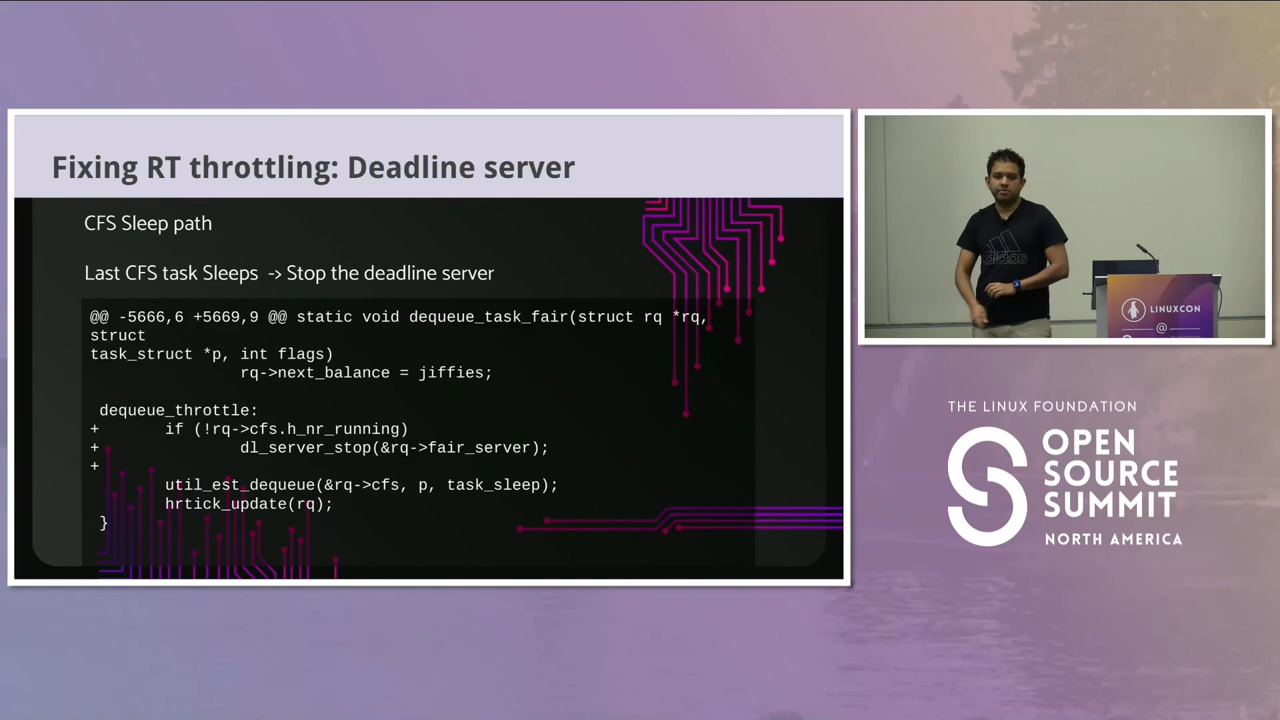 Fixing RT throttling: Deadline server
CFS Sleep path
Last CFS task Sleeps -> Stop the deadline server
@@ -5666,6 +5669,9 @@ static void dequeue_task_fair(struct rq *rq,
struct
task_struct *p, int flags)
rq->next_balance = jiffies;
dequeue_throttle:
+ if (!rq->cfs.h_nr_running)
+ dl_server_stop(&rq->fair_server);
+
util_est_dequeue(&rq->cfs, p, task_sleep);
hrtick_update(rq);
}
adidas
LINUXCON
@
THE LINUX FOUNDATION
OPEN
SOURCE
SUMMIT
NORTH AMERICA